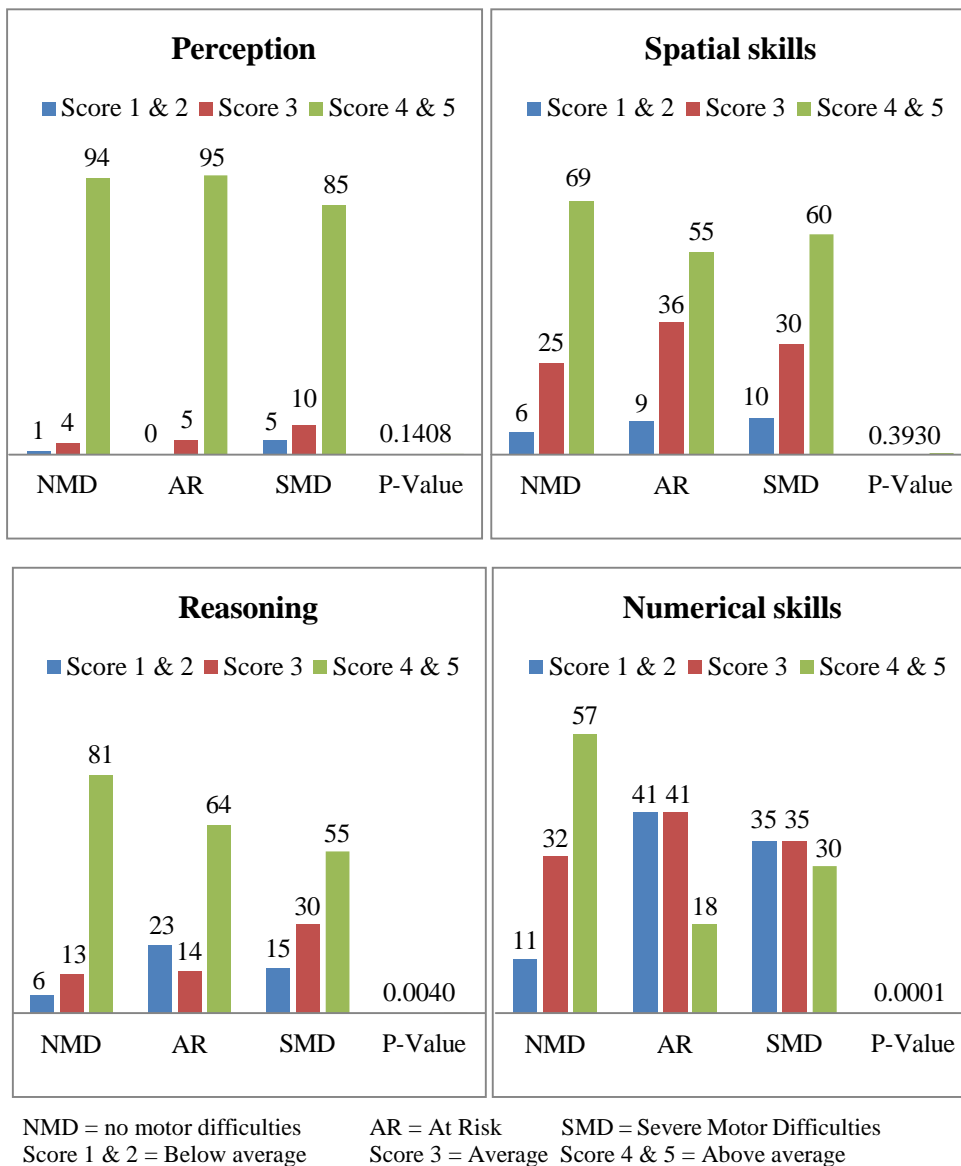 Perception
Score 1 & 2 Score 3 Score 4 & 5
94
95
85
1
4
0
5
5
10
0.1408
NMD AR SMD P-Value
Spatial skills
Score 1 & 2 Score 3 Score 4 & 5
69
55
60
6
25
9
36
10
30
0.3930
NMD AR SMD P-Value
Reasoning
Score 1 & 2 Score 3 Score 4 & 5
81
64
55
6
13
23
14
15
30
0.0040
NMD AR SMD P-Value
Numerical skills
Score 1 & 2 Score 3 Score 4 & 5
57
41 41
35 35
30
32
11
18
0.0001
NMD AR SMD P-Value
NMD = no motor difficulties AR = At Risk SMD = Severe Motor Difficulties
Score 1 & 2 = Below average Score 3 = Average Score 4 & 5 = Above average